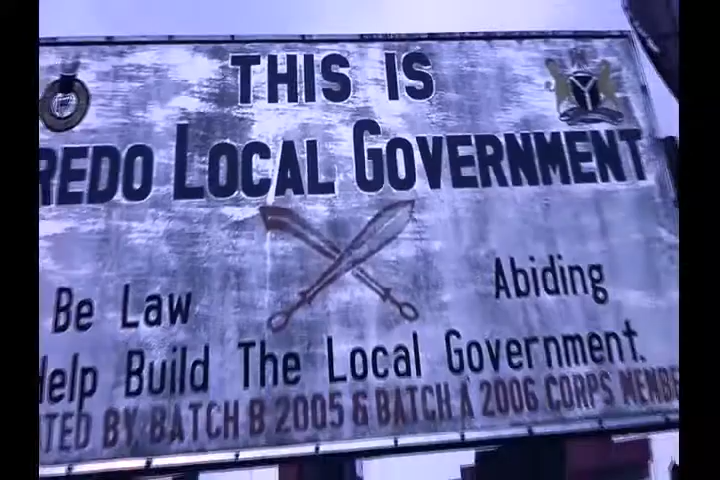 THIS IS
REDO LOCAL GOVERNMENT
Be Law Abiding
Help Build The Local Government.
TED BY BATCH B 2005 & BATCH A 2006 CORPS MEMBE